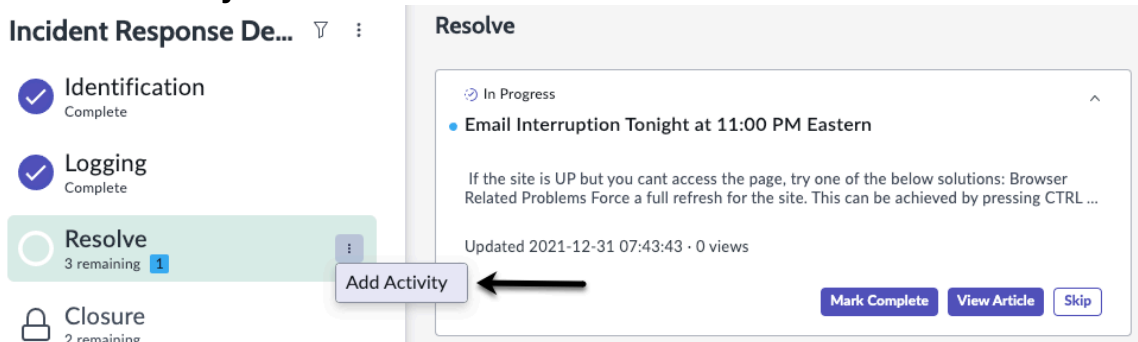 Incident Response De...
Identification
Complete
Logging
Complete
Resolve
3 remaining 1
Add Activity
Closure
2 remaining
Resolve
In Progress
Email Interruption Tonight at 11:00 PM Eastern
If the site is UP but you cant access the page, try one of the below solutions: Browser
Related Problems Force a full refresh for the site. This can be achieved by pressing CTRL ...
Updated 2021-12-31 07:43:43 · 0 views
Mark Complete View Article Skip